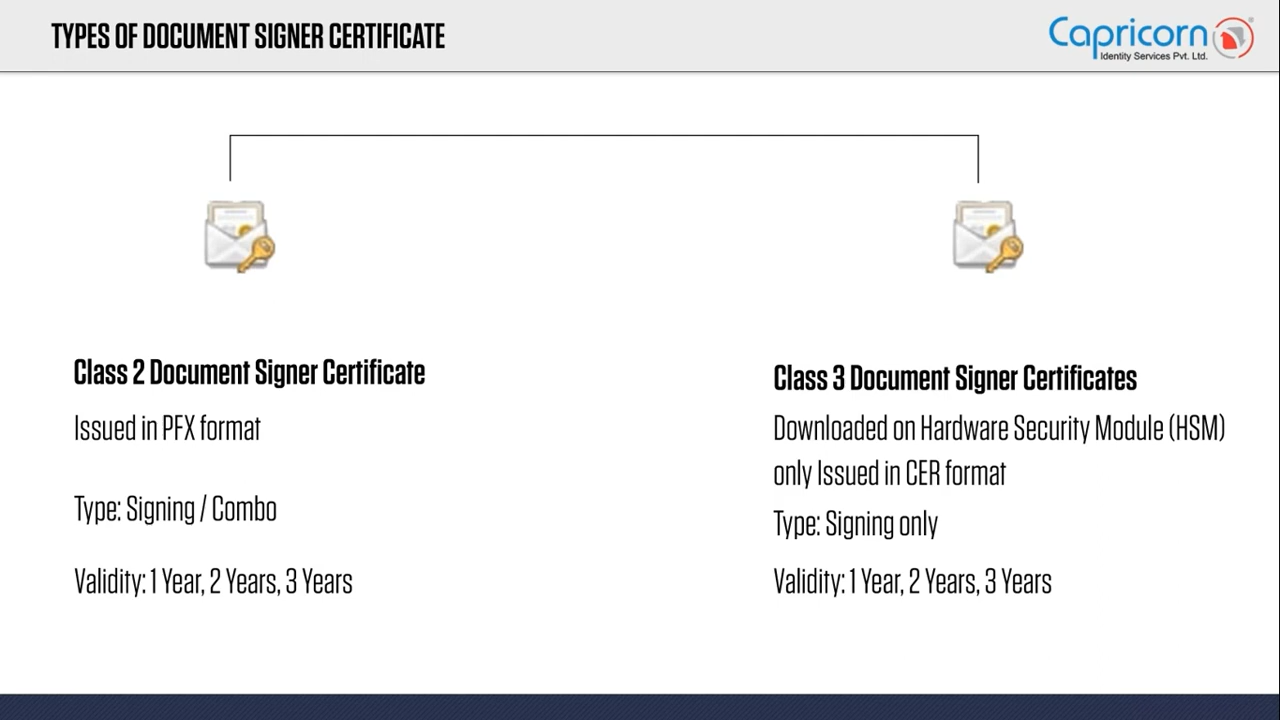 TYPES OF DOCUMENT SIGNER CERTIFICATE
Capricorn
Identity Services Pvt. Ltd.
Class 2 Document Signer Certificate
Issued in PFX format
Type: Signing / Combo
Validity: 1 Year, 2 Years, 3 Years
Class 3 Document Signer Certificates
Downloaded on Hardware Security Module (HSM)
only Issued in CER format
Type: Signing only
Validity: 1 Year, 2 Years, 3 Years